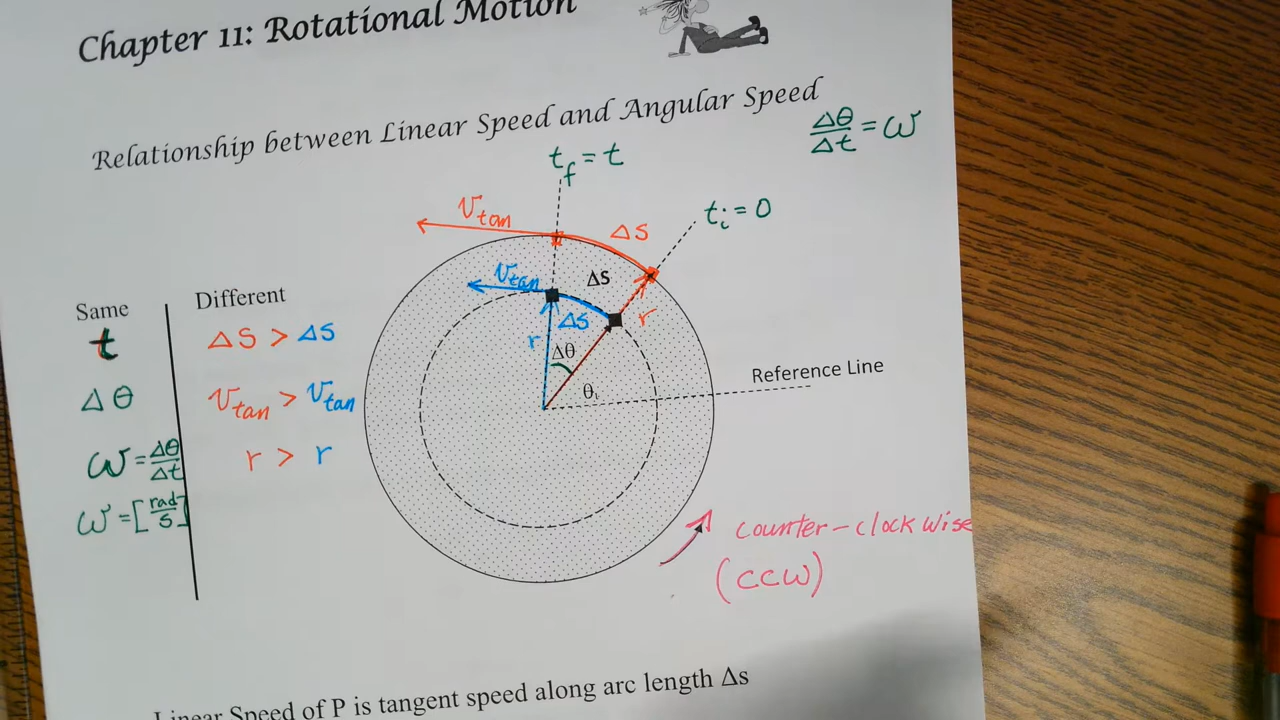 Chapter 11: Rotational Motion
Relationship between Linear Speed and Angular Speed
Δθ/Δt = ω
t_f = t
t_i = 0
v_tan
Δs
v_tan
Δs
Δs
r
r
Δθ
θ_i
Reference Line
Same
Different
t
Δs > Δs
Δθ
v_tan > v_tan
ω = Δθ/Δt
r > r
ω = [rad/s]
counter-clockwise
(CCW)
Linear Speed of P is tangent speed along arc length Δs